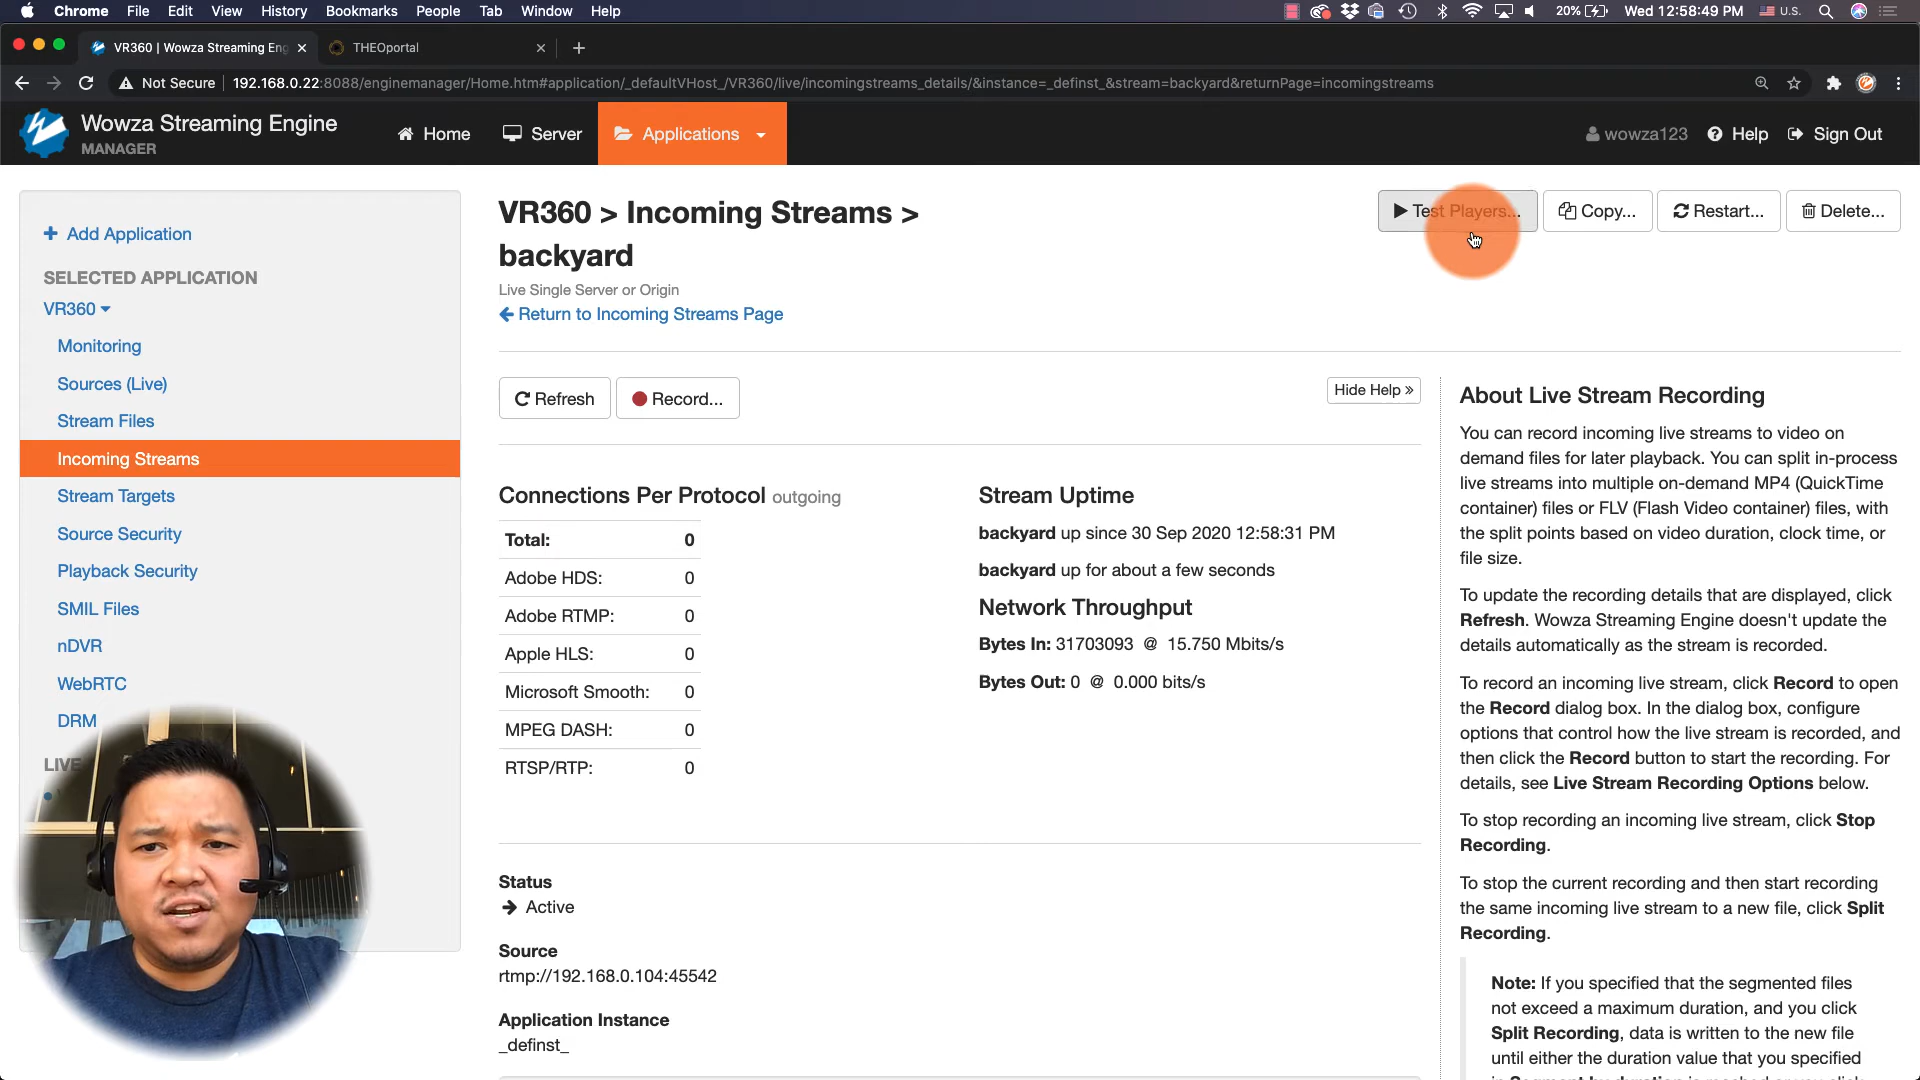 Chrome File Edit View History Bookmarks People Tab Window Help
20% Wed 12:58:49 PM U.S.
VR360 | Wowza Streaming Eng
THEOportal
Not Secure 192.168.0.22:8088/enginemanager/Home.htm#application/_defaultVHost_/VR360/live/incomingstreams_details/&instance=_definst_&stream=backyard&returnPage=incomingstreams
Wowza Streaming Engine
MANAGER
Home Server Applications
wowza123 Help Sign Out
Add Application
SELECTED APPLICATION
VR360
Monitoring
Sources (Live)
Stream Files
Incoming Streams
Stream Targets
Source Security
Playback Security
SMIL Files
nDVR
WebRTC
DRM
LIVE
VR360 > Incoming Streams >
backyard
Live Single Server or Origin
Return to Incoming Streams Page
Test Players... Copy... Restart... Delete...
Refresh Record...
Hide Help »
Connections Per Protocol outgoing
Total: 0
Adobe HDS: 0
Adobe RTMP: 0
Apple HLS: 0
Microsoft Smooth: 0
MPEG DASH: 0
RTSP/RTP: 0
Stream Uptime
backyard up since 30 Sep 2020 12:58:31 PM
backyard up for about a few seconds
Network Throughput
Bytes In: 31703093 @ 15.750 Mbits/s
Bytes Out: 0 @ 0.000 bits/s
Status
Active
Source
rtmp://192.168.0.104:45542
Application Instance
_definst_
About Live Stream Recording
You can record incoming live streams to video on
demand files for later playback. You can split in-process
live streams into multiple on-demand MP4 (QuickTime
container) files or FLV (Flash Video container) files, with
the split points based on video duration, clock time, or
file size.
To update the recording details that are displayed, click
Refresh. Wowza Streaming Engine doesn't update the
details automatically as the stream is recorded.
To record an incoming live stream, click Record to open
the Record dialog box. In the dialog box, configure
options that control how the live stream is recorded, and
then click the Record button to start the recording. For
details, see Live Stream Recording Options below.
To stop recording an incoming live stream, click Stop
Recording.
To stop the current recording and then start recording
the same incoming live stream to a new file, click Split
Recording.
Note: If you specified that the segmented files
not exceed a maximum duration, and you click
Split Recording, data is written to the new file
until either the duration value that you specified